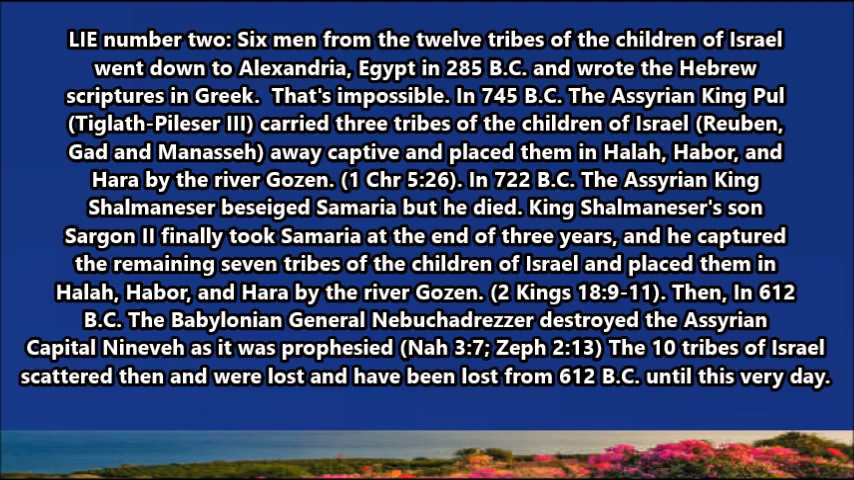 LIE number two: Six men from the twelve tribes of the children of Israel
went down to Alexandria, Egypt in 285 B.C. and wrote the Hebrew
scriptures in Greek.  That's impossible. In 745 B.C. The Assyrian King Pul
(Tiglath-Pileser III) carried three tribes of the children of Israel (Reuben,
Gad and Manasseh) away captive and placed them in Halah, Habor, and
Hara by the river Gozen. (1 Chr 5:26). In 722 B.C. The Assyrian King
Shalmaneser beseiged Samaria but he died. King Shalmaneser's son
Sargon II finally took Samaria at the end of three years, and he captured
the remaining seven tribes of the children of Israel and placed them in
Halah, Habor, and Hara by the river Gozen. (2 Kings 18:9-11). Then, In 612
B.C. The Babylonian General Nebuchadrezzer destroyed the Assyrian
Capital Nineveh as it was prophesied (Nah 3:7; Zeph 2:13) The 10 tribes of Israel
scattered then and were lost and have been lost from 612 B.C. until this very day.